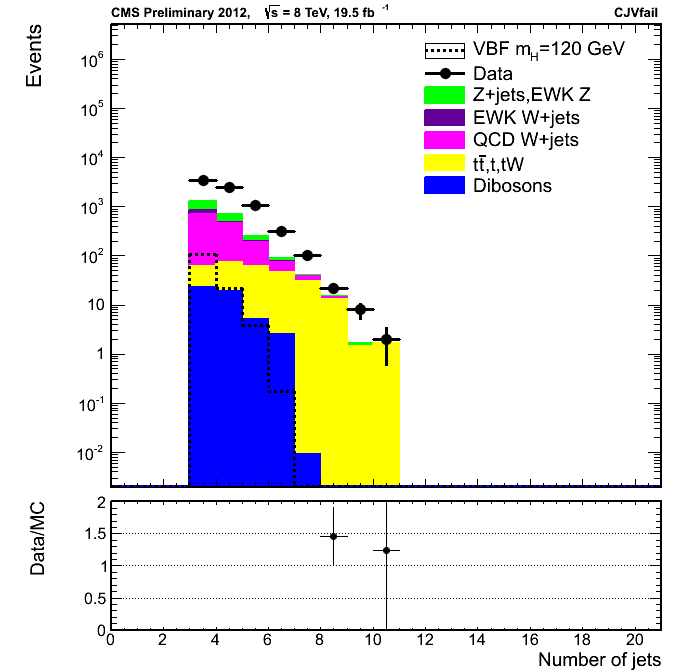 CMS Preliminary 2012, √s = 8 TeV, 19.5 fb⁻¹ CJVfail
Events
10⁶
10⁵
10⁴
10³
10²
10
1
10⁻¹
10⁻²
VBF m_H=120 GeV
Data
Z+jets,EWK Z
EWK W+jets
QCD W+jets
tt̄,t,tW
Dibosons
Data/MC
2
1.5
1
0.5
0
0 2 4 6 8 10 12 14 16 18 20
Number of jets